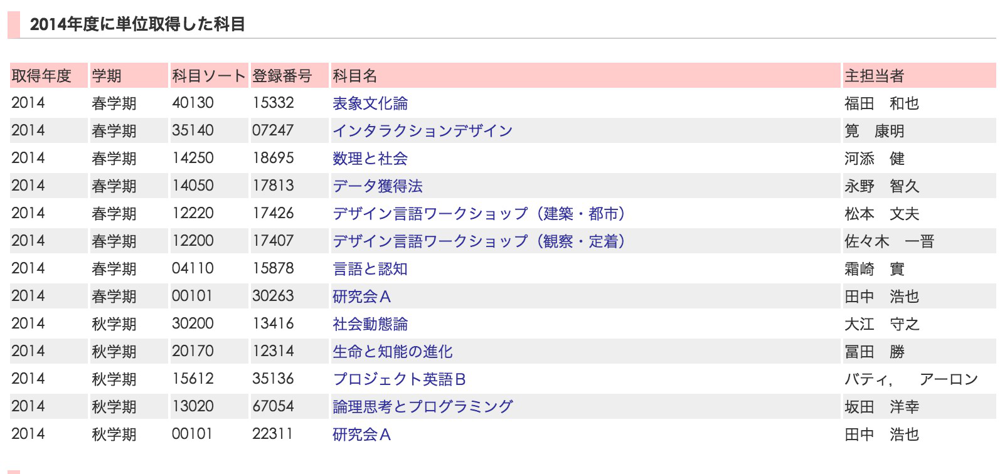 2014年度に単位取得した科目
取得年度 学期 科目ソート 登録番号 科目名 主担当者
2014 春学期 40130 15332 表象文化論 福田　和也
2014 春学期 35140 07247 インタラクションデザイン 筧　康明
2014 春学期 14250 18695 数理と社会 河添　健
2014 春学期 14050 17813 データ獲得法 永野　智久
2014 春学期 12220 17426 デザイン言語ワークショップ（建築・都市） 松本　文夫
2014 春学期 12200 17407 デザイン言語ワークショップ（観察・定着） 佐々木　一晋
2014 春学期 04110 15878 言語と認知 霜崎　實
2014 春学期 00101 30263 研究会Ａ 田中　浩也
2014 秋学期 30200 13416 社会動態論 大江　守之
2014 秋学期 20170 12314 生命と知能の進化 冨田　勝
2014 秋学期 15612 35136 プロジェクト英語Ｂ バティ，　アーロン
2014 秋学期 13020 67054 論理思考とプログラミング 坂田　洋幸
2014 秋学期 00101 22311 研究会Ａ 田中　浩也